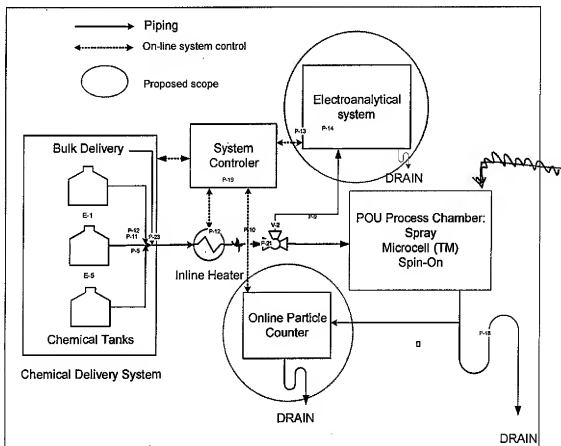 Piping
On-line system control
Proposed scope
Electroanalytical
system
P-13
P-14
DRAIN
Bulk Delivery
System
Controler
P-19
E-1
P-12
P-11
P-23
P-5
P-12
P-10
V-2
P-21
P-9
POU Process Chamber:
Spray
Microcell (TM)
Spin-On
E-5
Inline Heater
Online Particle
Counter
P-18
Chemical Tanks
Chemical Delivery System
DRAIN
DRAIN